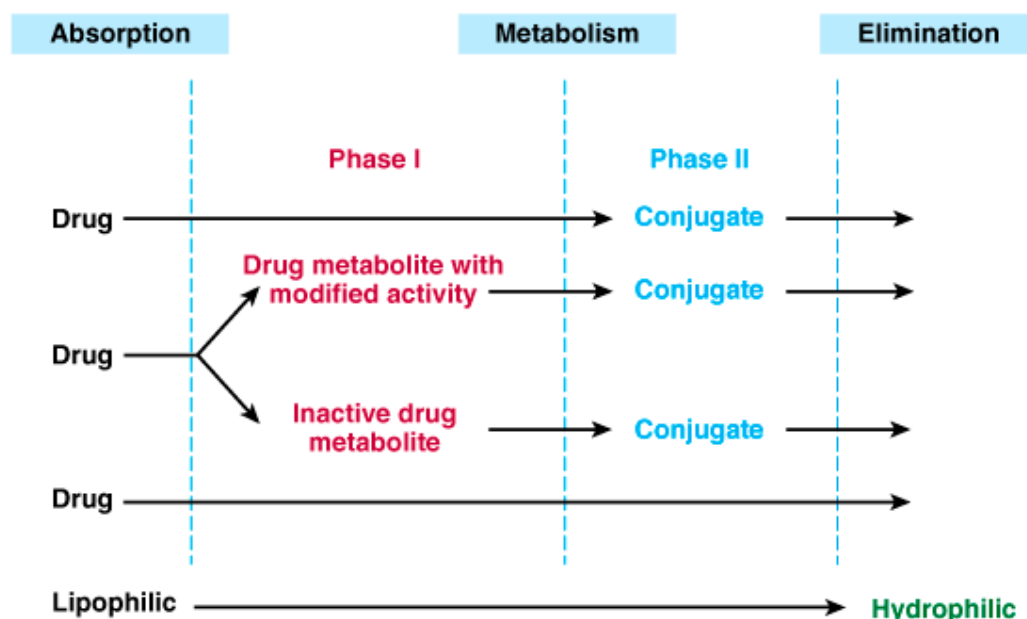 Absorption Metabolism Elimination
Phase I Phase II
Drug Conjugate
Drug metabolite with
modified activity Conjugate
Drug
Inactive drug
metabolite Conjugate
Drug
Lipophilic Hydrophilic